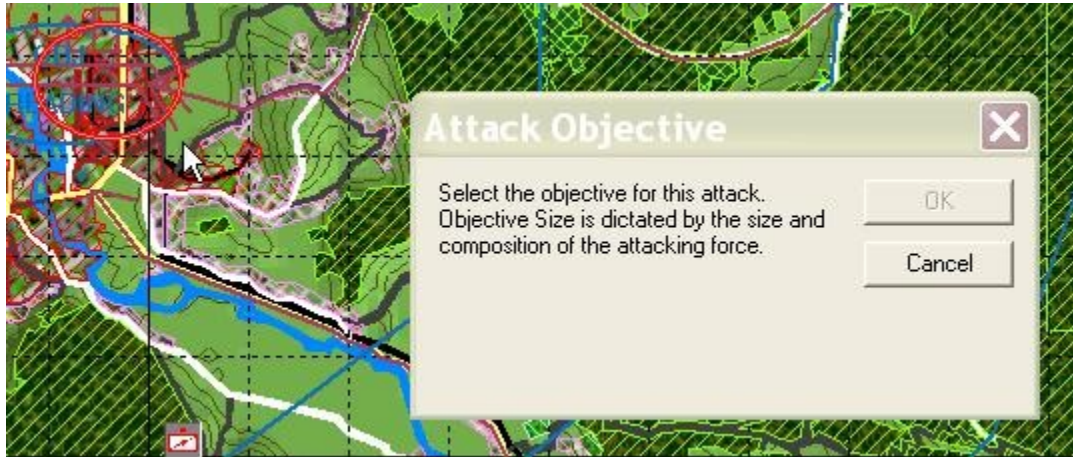 Attack Objective
Select the objective for this attack.
Objective Size is dictated by the size and
composition of the attacking force.
OK
Cancel